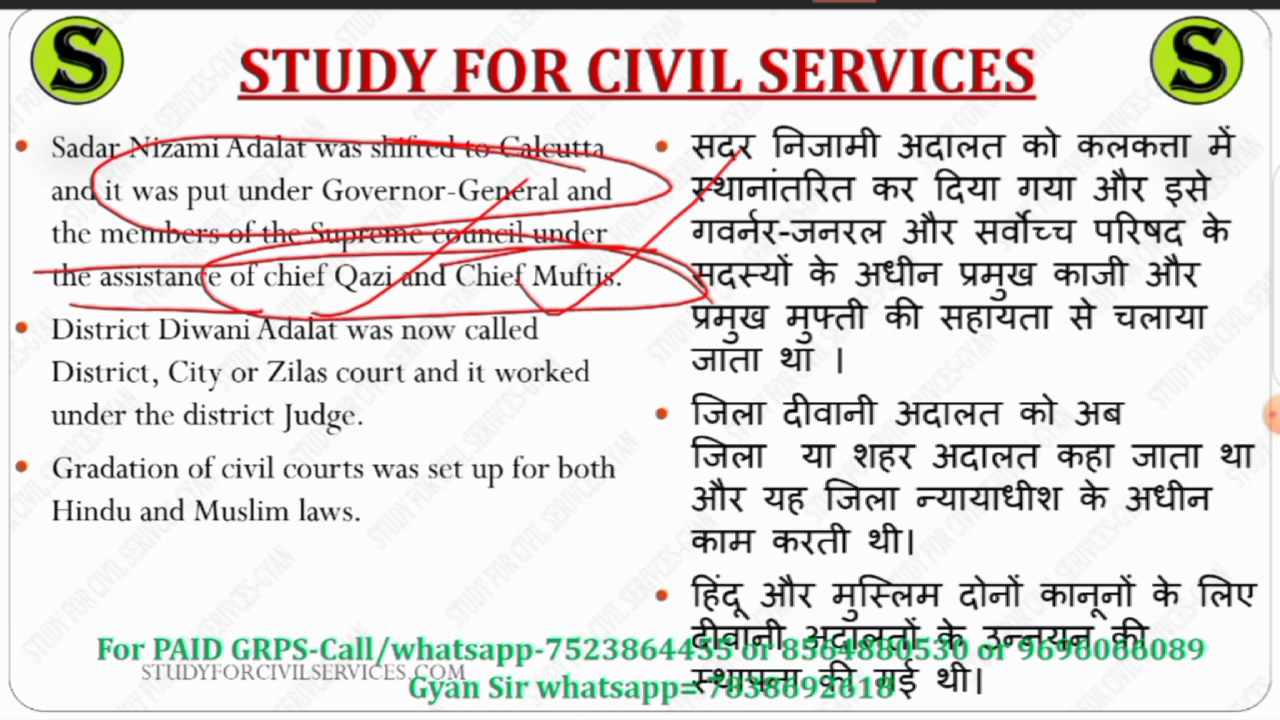 S
STUDY FOR CIVIL SERVICES
S
• Sadar Nizami Adalat was shifted to Calcutta
and it was put under Governor-General and
the members of the Supreme council under
the assistance of chief Qazi and Chief Muftis.
• District Diwani Adalat was now called
District, City or Zilas court and it worked
under the district Judge.
• Gradation of civil courts was set up for both
Hindu and Muslim laws.
• सदर निजामी अदालत को कलकत्ता में
स्थानांतरित कर दिया गया और इसे
गवर्नर-जनरल और सर्वोच्च परिषद के
सदस्यों के अधीन प्रमुख काजी और
प्रमुख मुफ्ती की सहायता से चलाया
जाता था ।
• जिला दीवानी अदालत को अब
जिला या शहर अदालत कहा जाता था
और यह जिला न्यायाधीश के अधीन
काम करती थी।
• हिंदू और मुस्लिम दोनों कानूनों के लिए
दीवानी अदालतों के उन्नयन की
स्थापना की गई थी।
For PAID GRPS-Call/whatsapp-7523864455 or 8564880530 or 9696066089
STUDYFORCIVILSERVICES.COM
Gyan Sir whatsapp= 7838692618